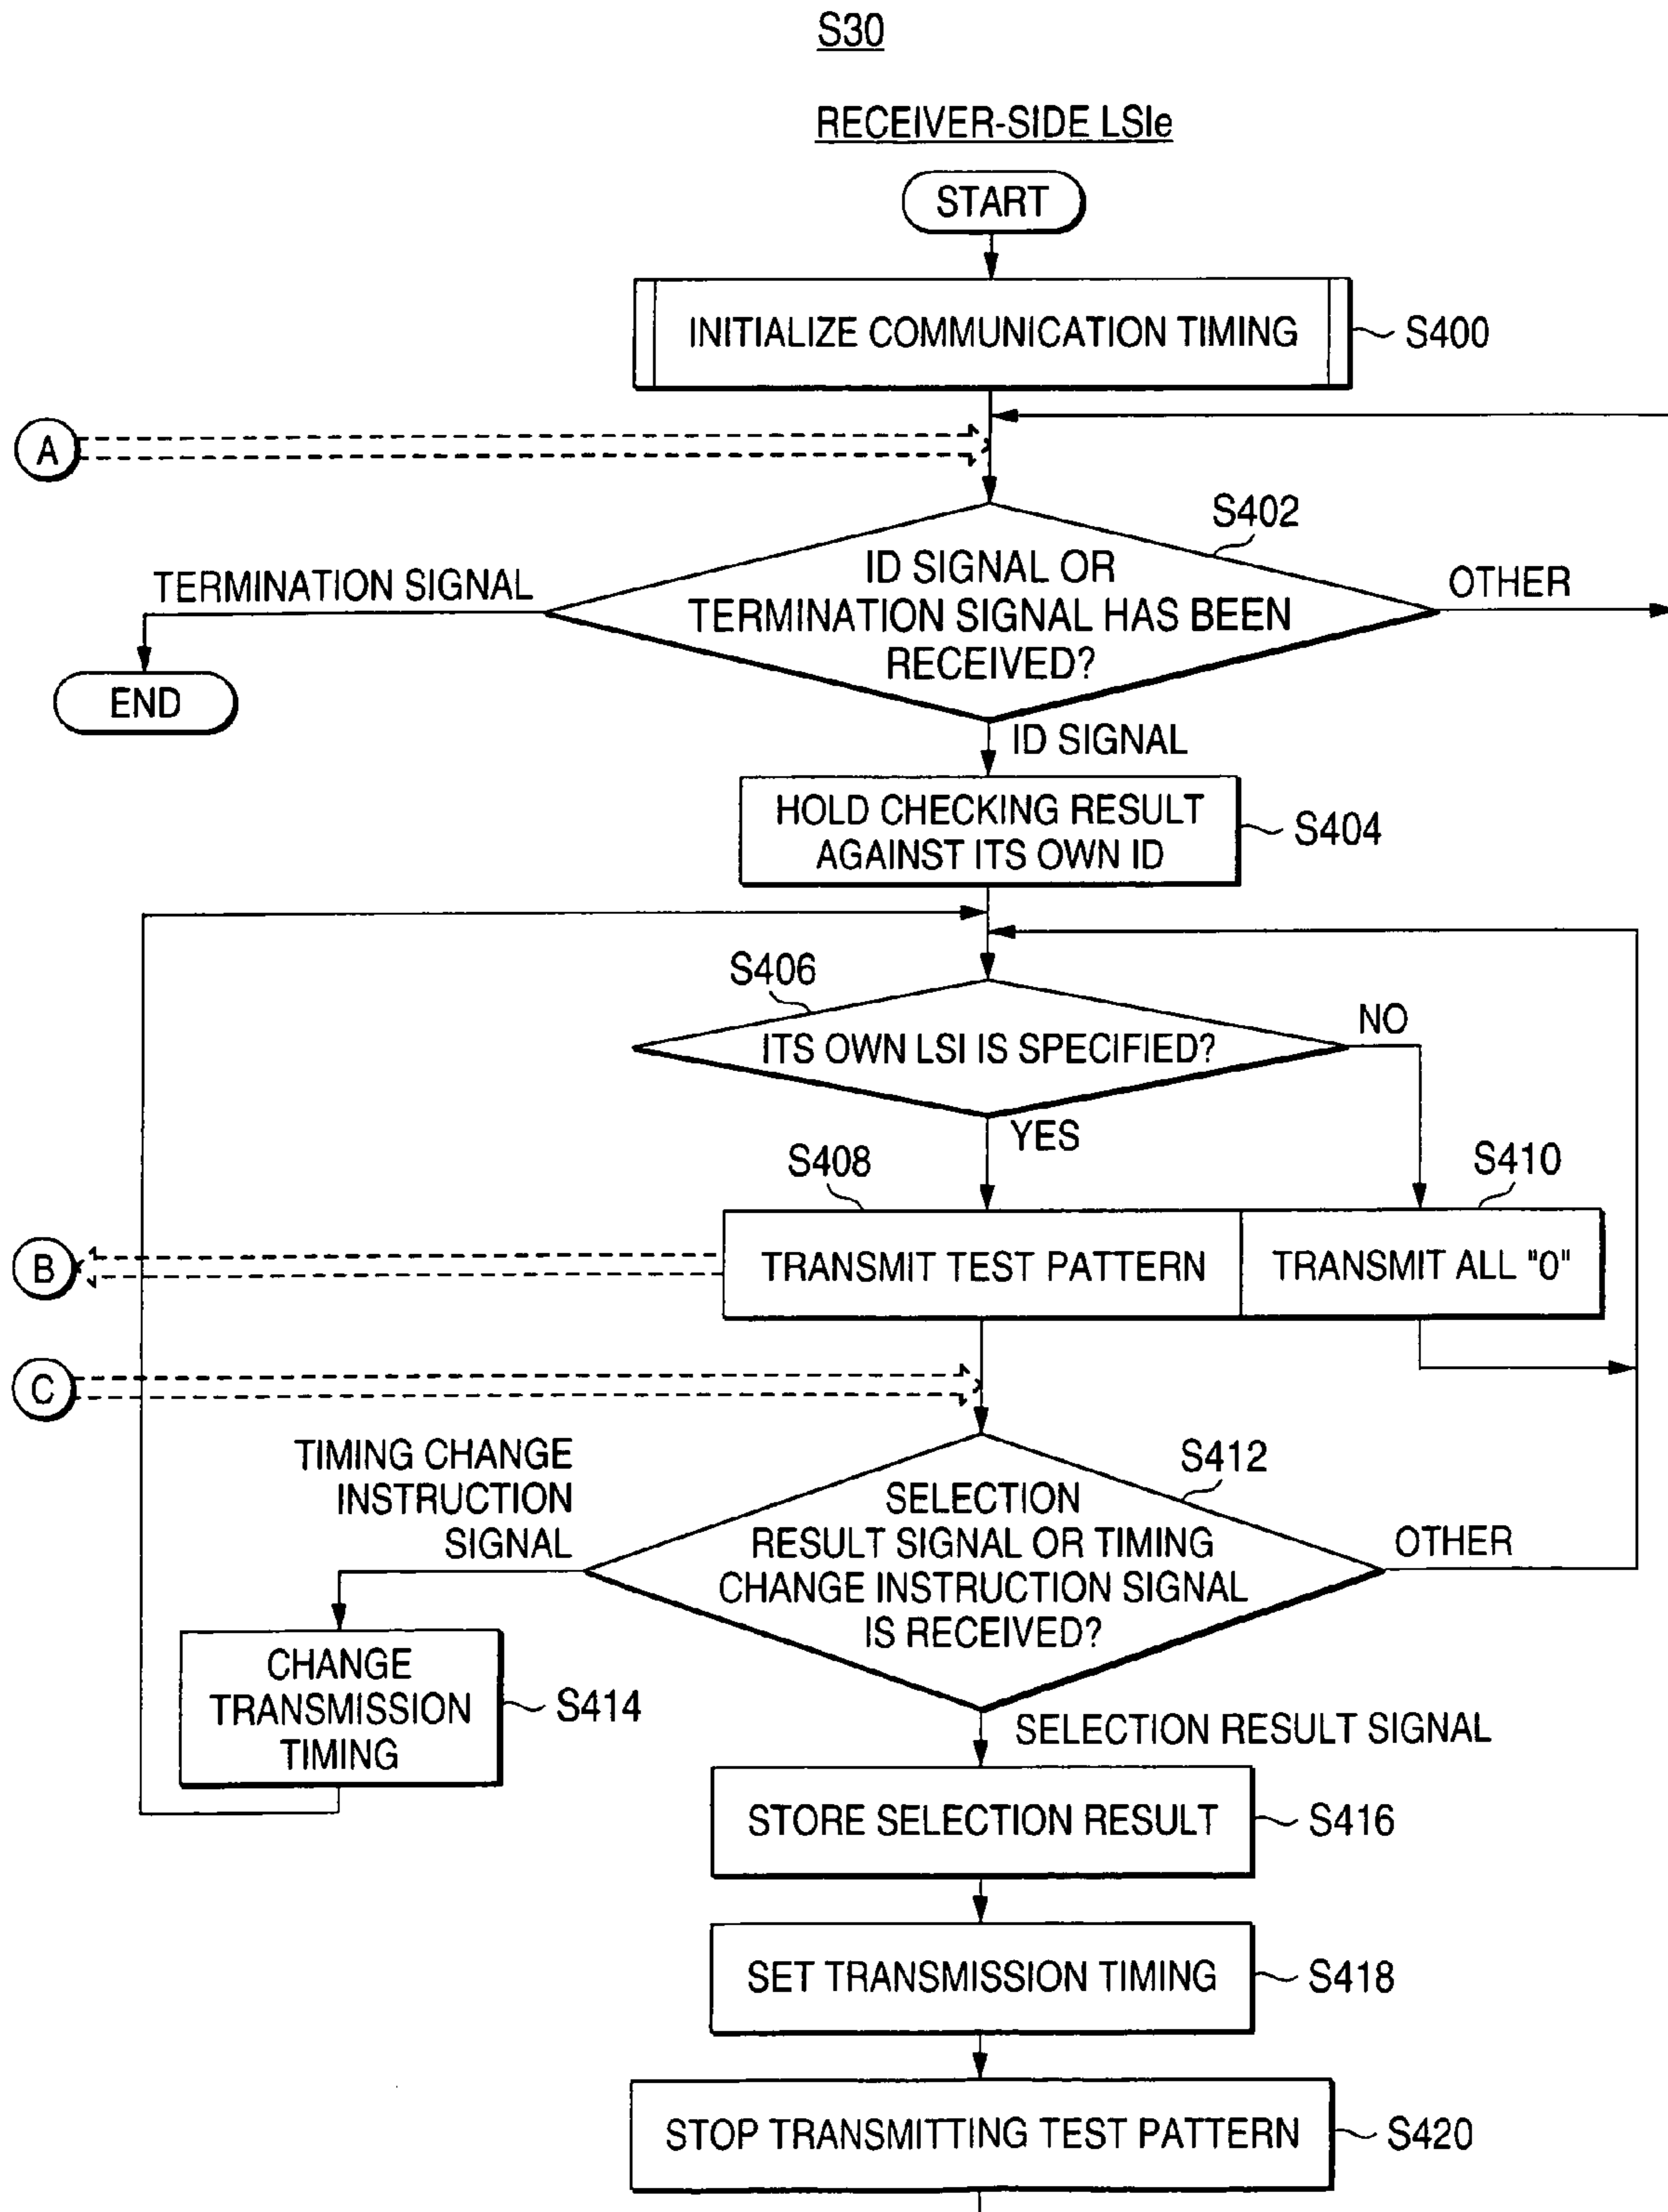 S30
RECEIVER-SIDE LSIe
START
INITIALIZE COMMUNICATION TIMING
S400
A
S402
ID SIGNAL OR
TERMINATION SIGNAL HAS BEEN
RECEIVED?
TERMINATION SIGNAL
OTHER
END
ID SIGNAL
HOLD CHECKING RESULT
AGAINST ITS OWN ID
S404
S406
ITS OWN LSI IS SPECIFIED?
NO
YES
S408
S410
B
TRANSMIT TEST PATTERN
TRANSMIT ALL "0"
C
TIMING CHANGE
INSTRUCTION
SIGNAL
S412
SELECTION
RESULT SIGNAL OR TIMING
CHANGE INSTRUCTION SIGNAL
IS RECEIVED?
OTHER
CHANGE
TRANSMISSION
TIMING
S414
SELECTION RESULT SIGNAL
STORE SELECTION RESULT
S416
SET TRANSMISSION TIMING
S418
STOP TRANSMITTING TEST PATTERN
S420